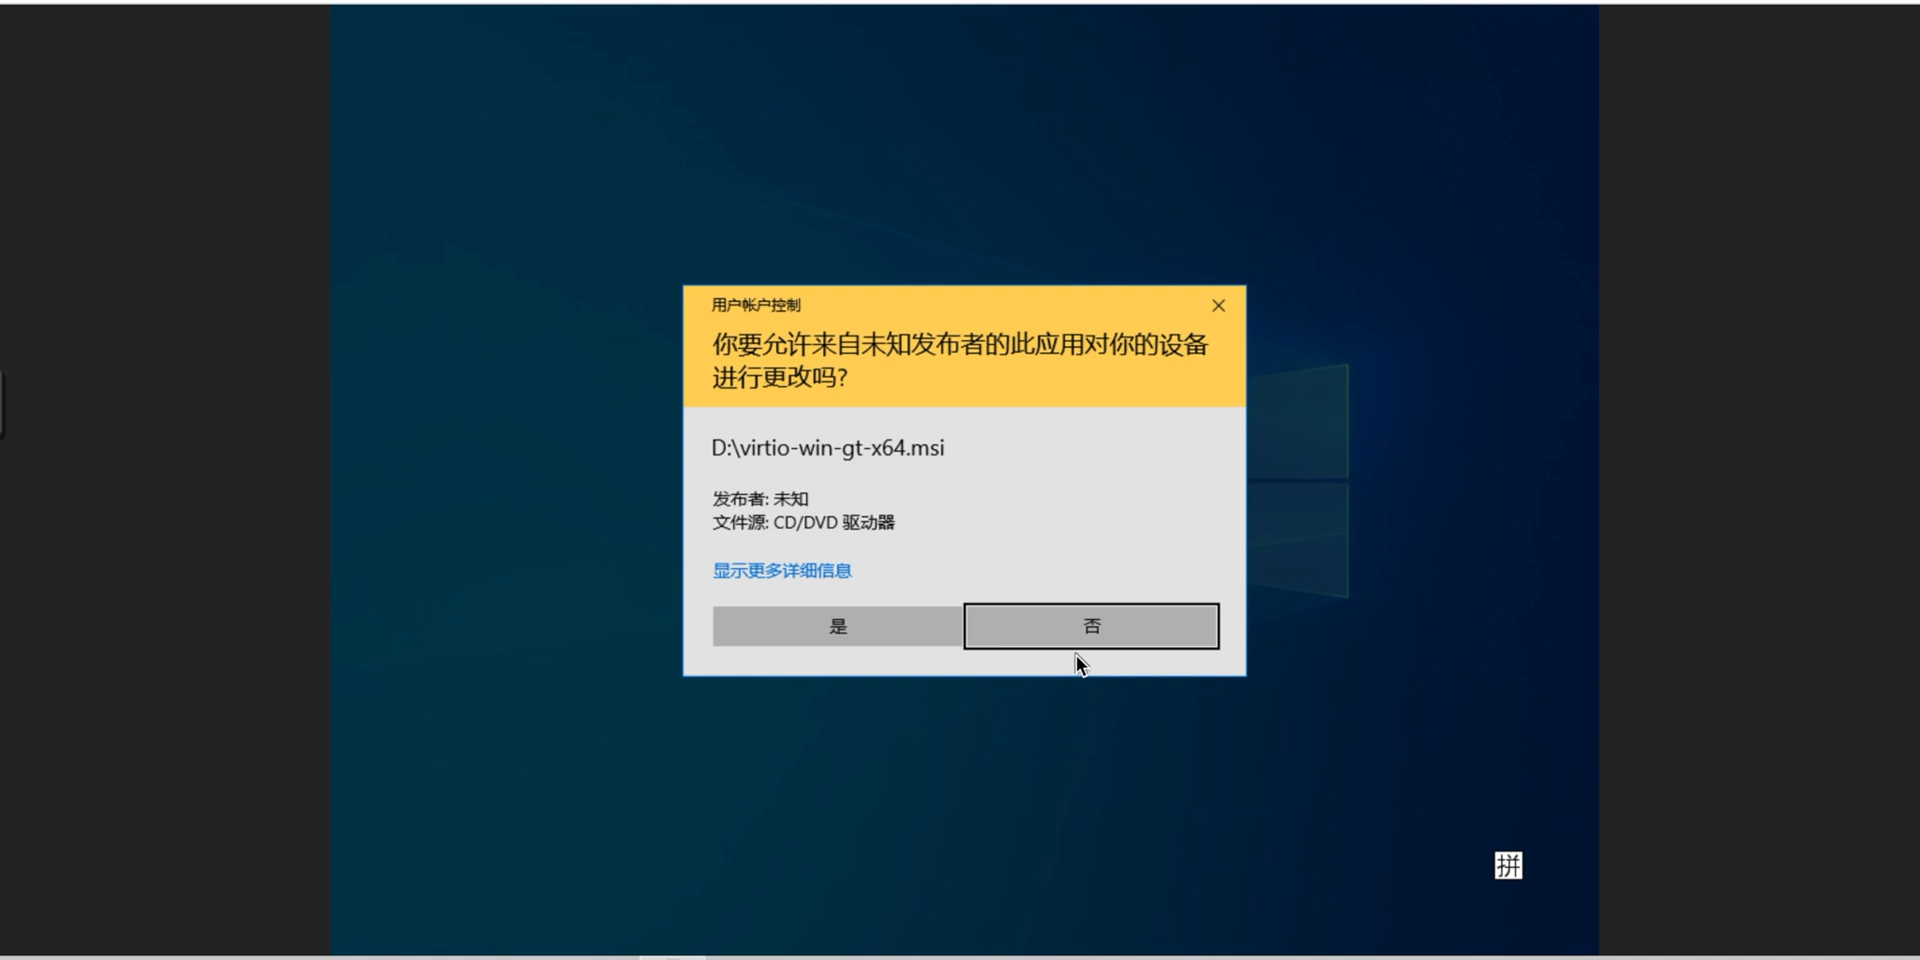 用户帐户控制
你要允许来自未知发布者的此应用对你的设备
进行更改吗?
D:\virtio-win-gt-x64.msi
发布者: 未知
文件源: CD/DVD 驱动器
显示更多详细信息
是
否
拼